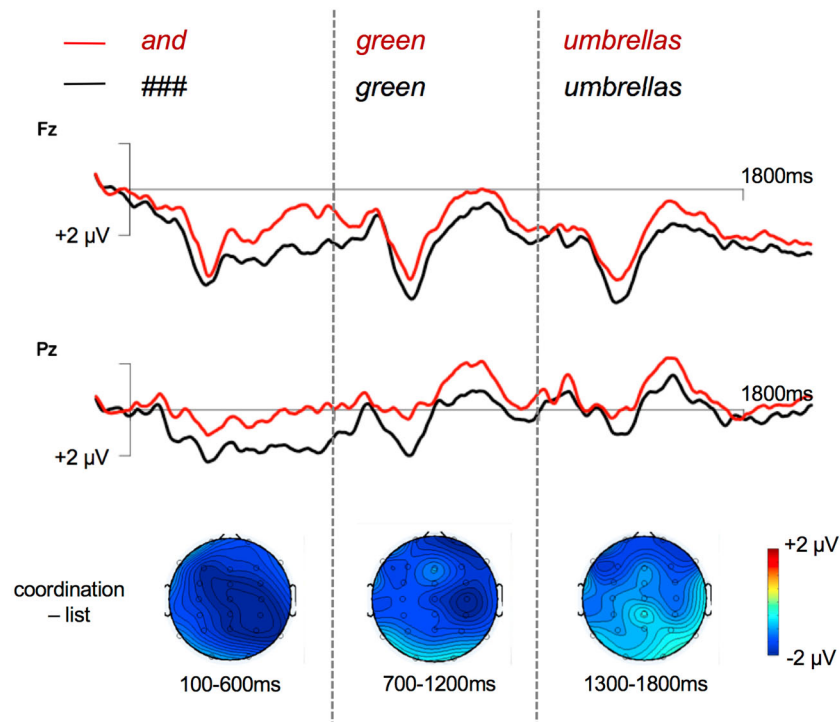 and green umbrellas
### green umbrellas
Fz
1800ms
+2 µV
Pz
1800ms
+2 µV
+2 µV
coordination
– list
-2 µV
100-600ms 700-1200ms 1300-1800ms